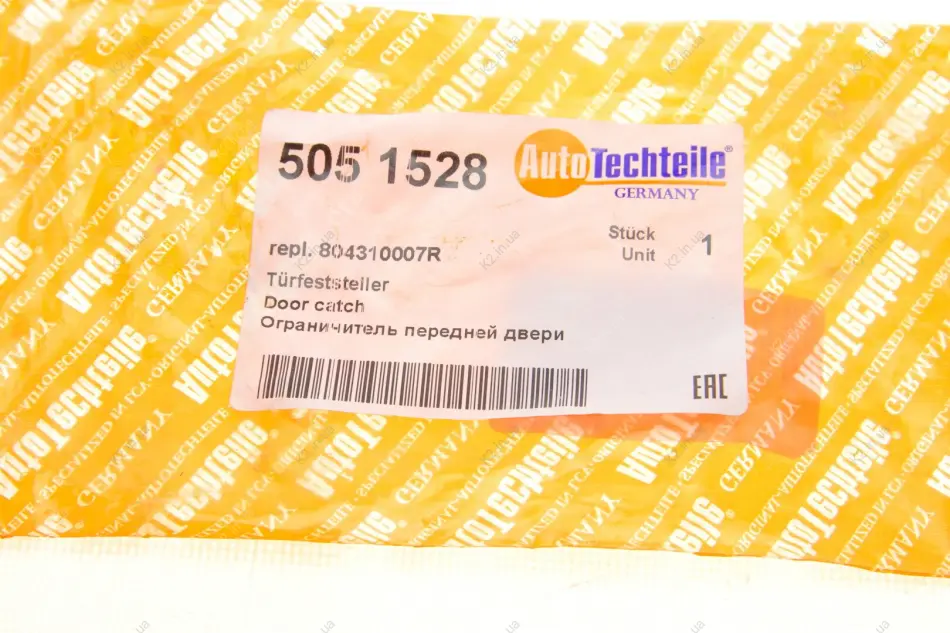 505 1528
AutoTechteile®
GERMANY
repl. 804310007R
Stück
Unit 1
Türfeststeller
Door catch
Ограничитель передней двери
EAC